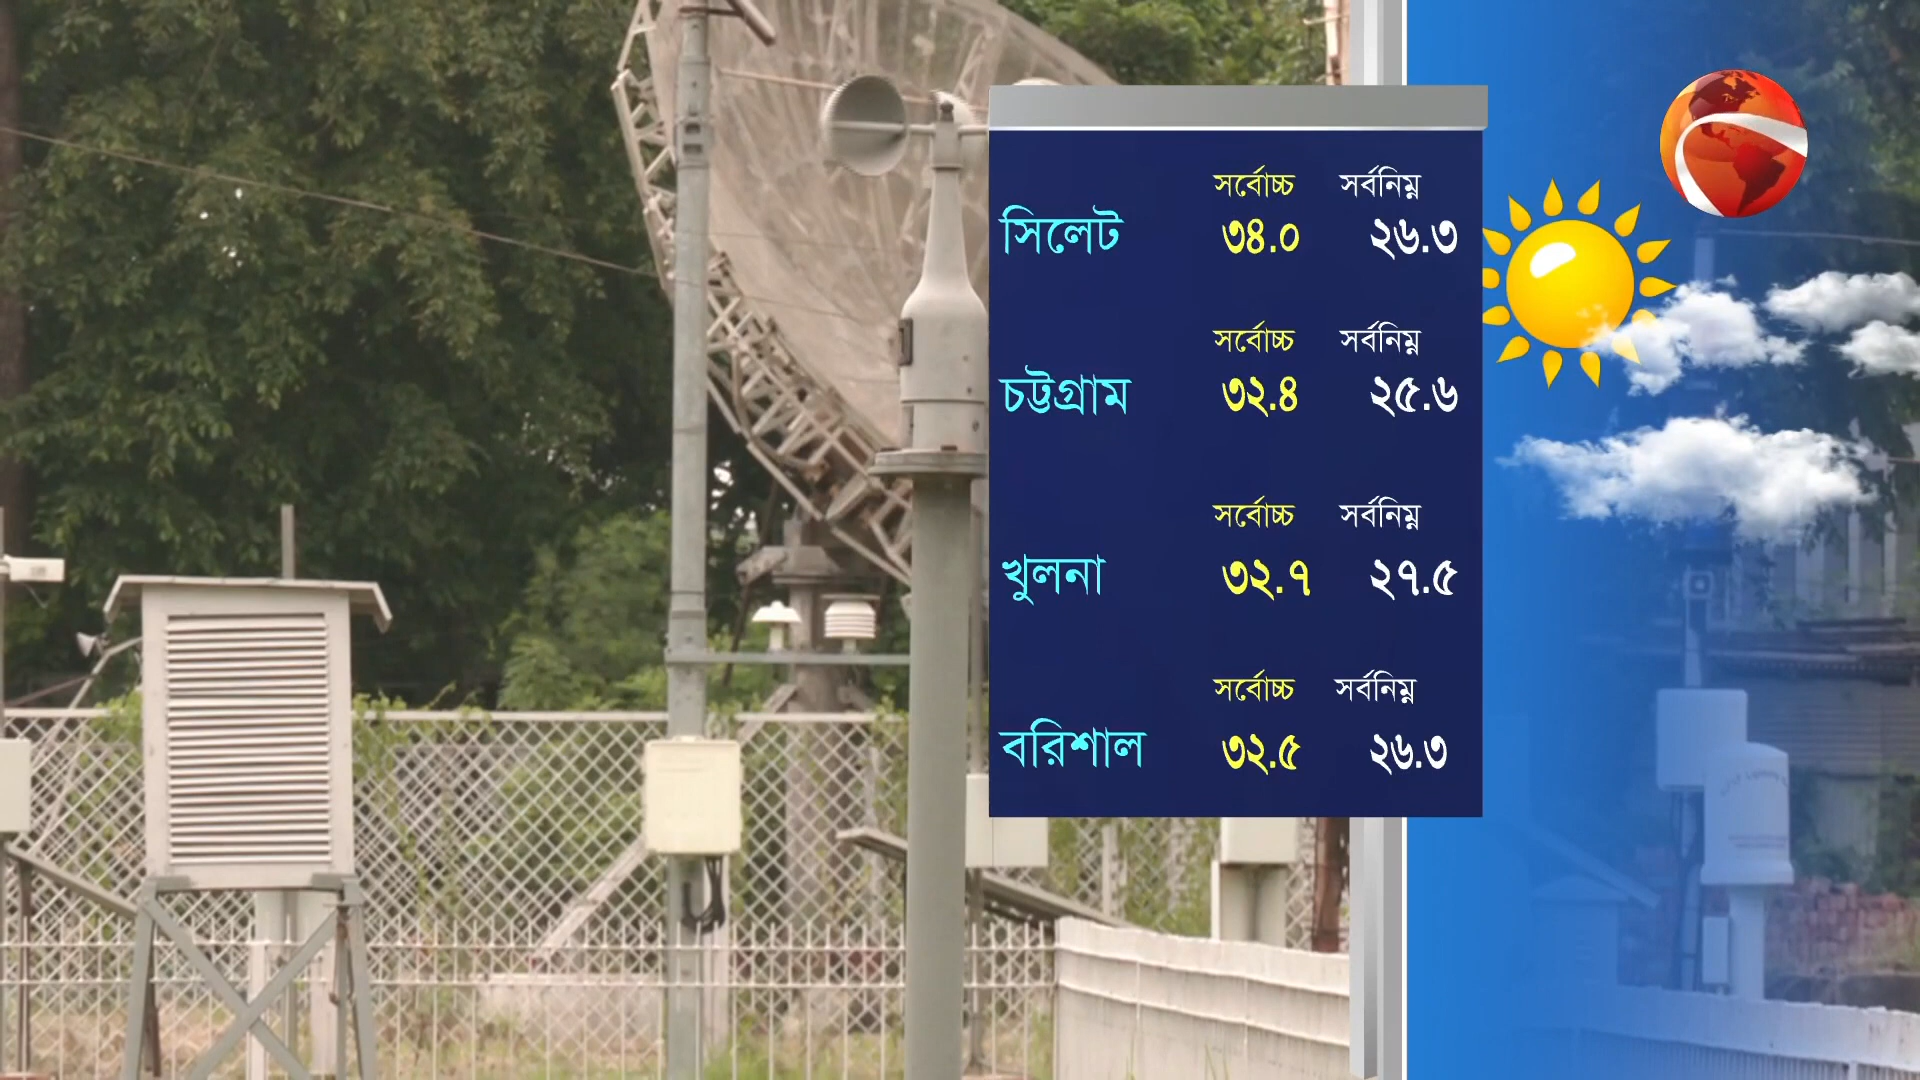 সর্বোচ্চ সর্বনিম্ন
সিলেট ৩৪.০ ২৬.৩
সর্বোচ্চ সর্বনিম্ন
চট্টগ্রাম ৩২.৪ ২৫.৬
সর্বোচ্চ সর্বনিম্ন
খুলনা ৩২.৭ ২৭.৫
সর্বোচ্চ সর্বনিম্ন
বরিশাল ৩২.৫ ২৬.৩